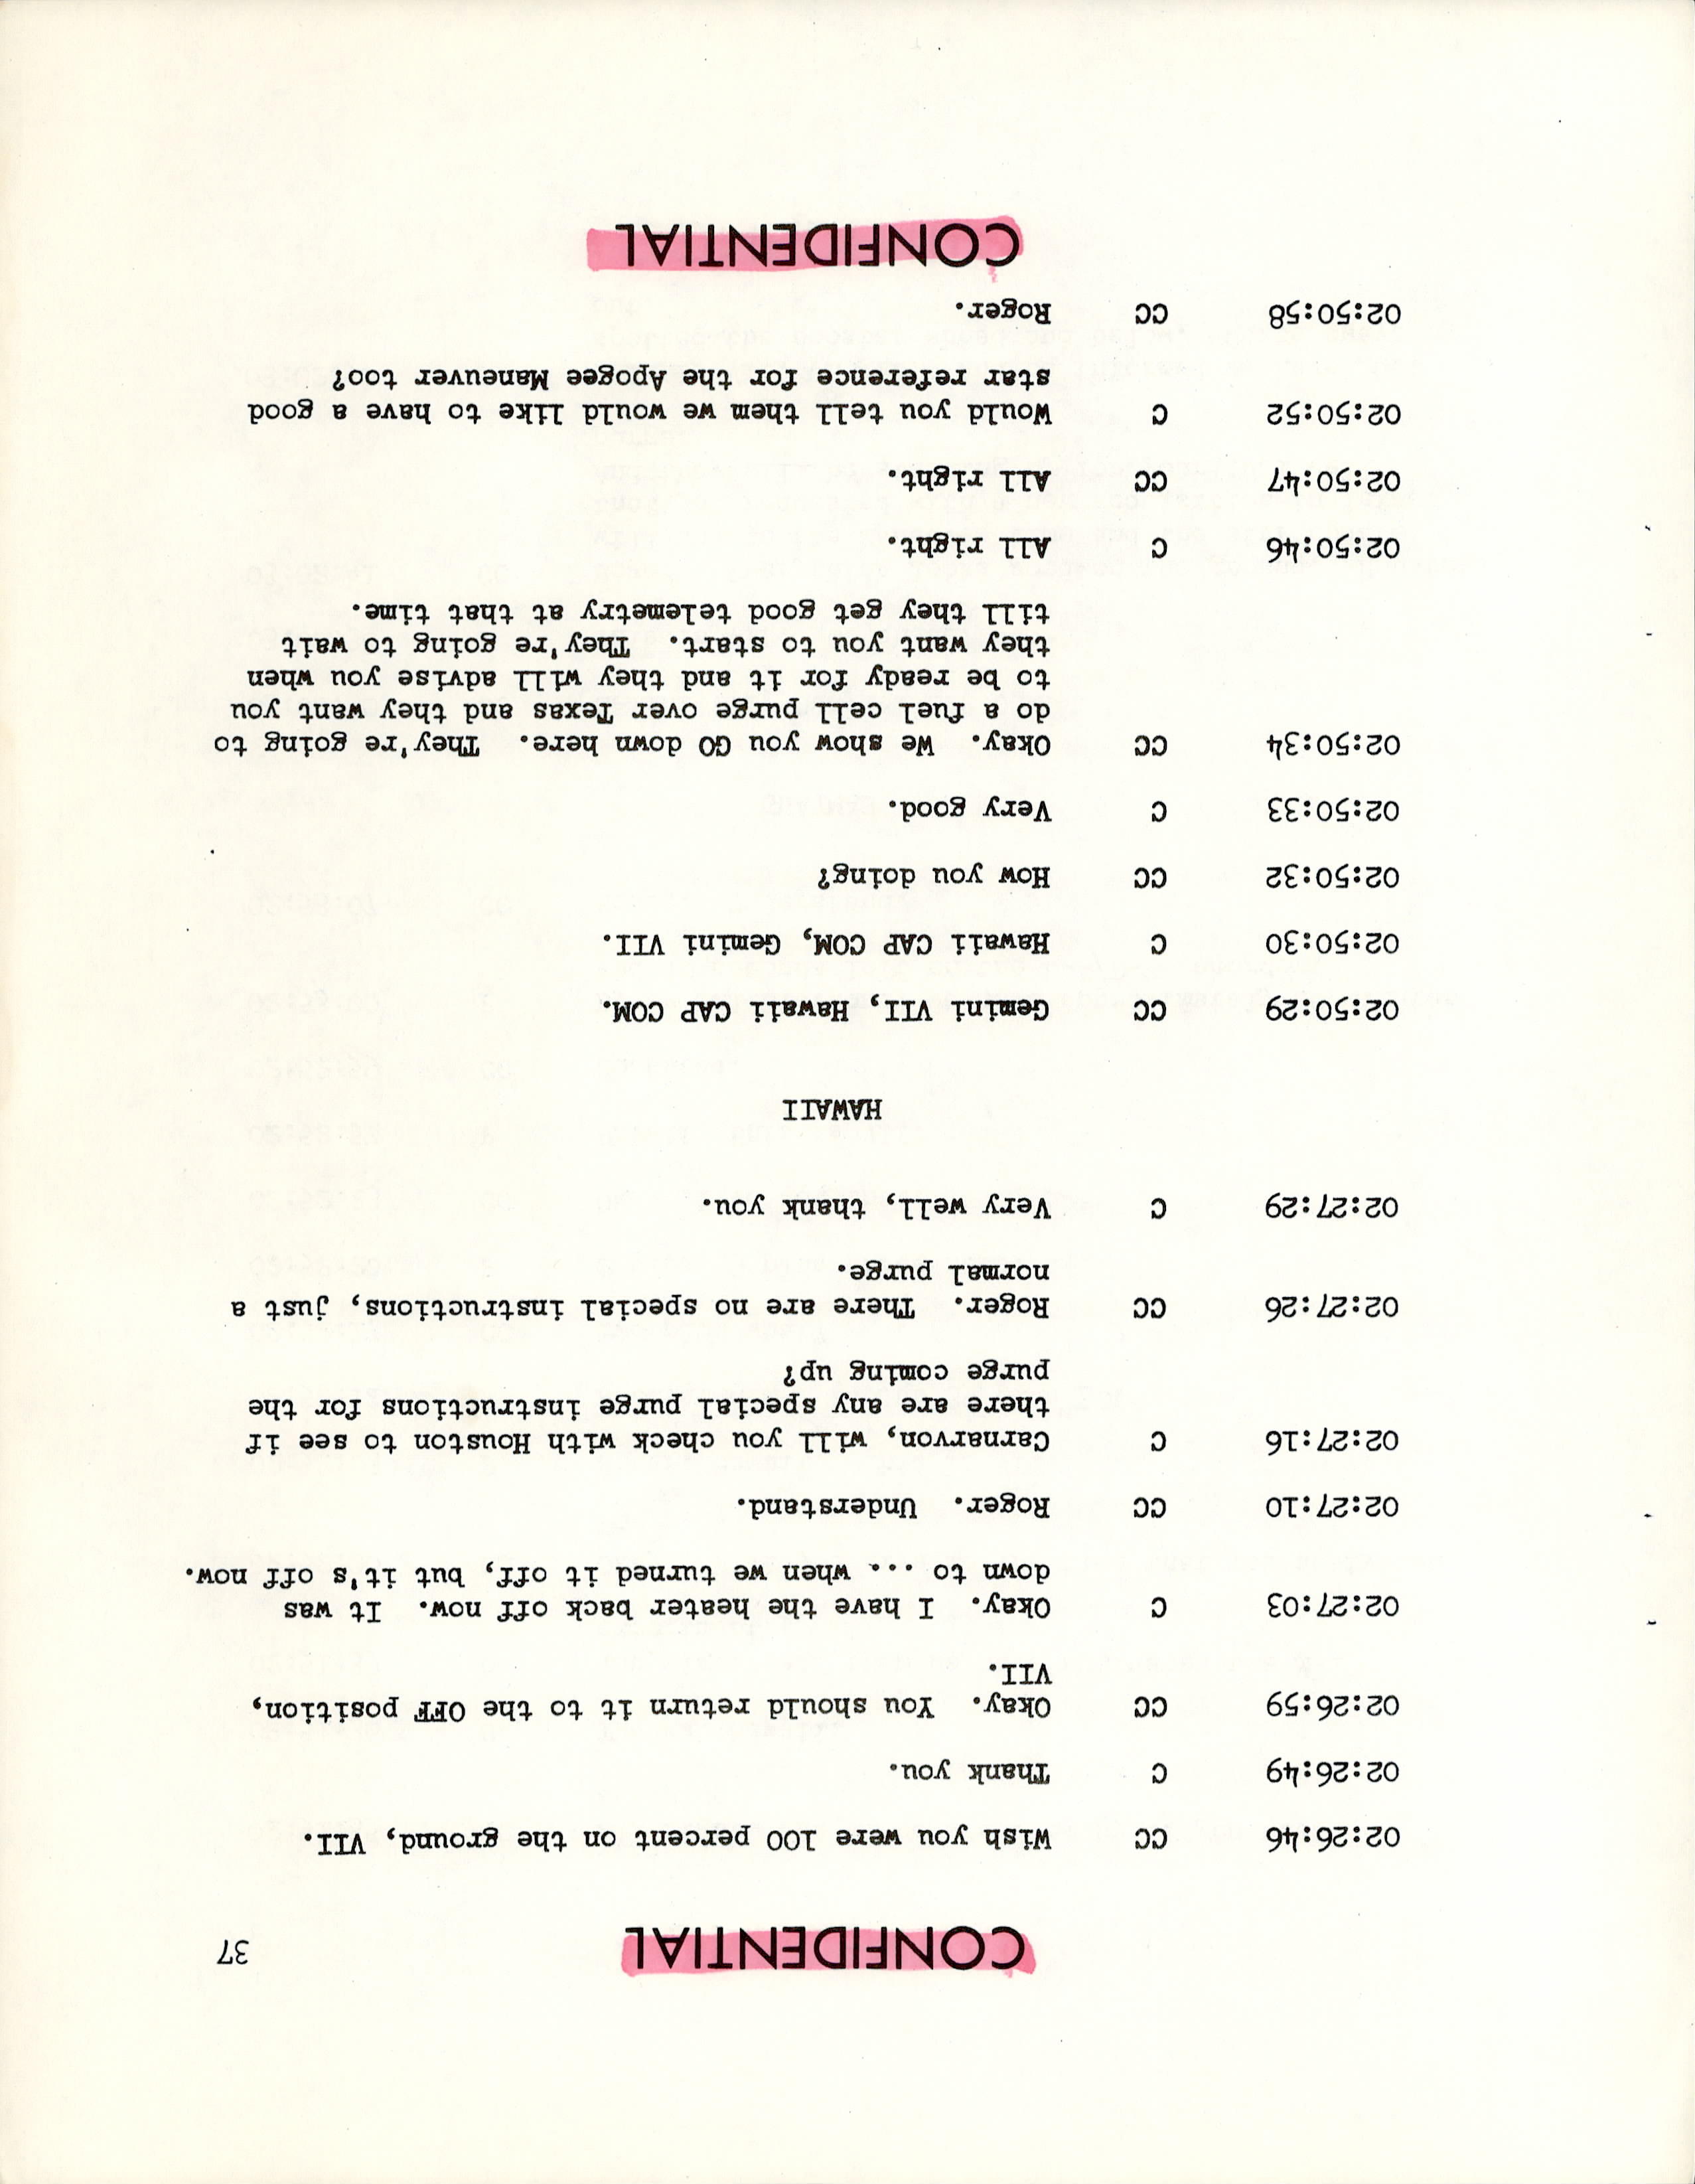 CONFIDENTIAL 37
02:26:46 CC Wish you were 100 percent on the ground, VII.
02:26:49 C Thank you.
02:26:59 CC Okay. You should return it to the OFF position,
VII.
02:27:03 C Okay. I have the heater back off now. It was
down to ... when we turned it off, but it's off now.
02:27:10 CC Roger. Understand.
02:27:16 C Carnarvon, will you check with Houston to see if
there are any special purge instructions for the
purge coming up?
02:27:26 CC Roger. There are no special instructions, just a
normal purge.
02:27:29 C Very well, thank you.
HAWAII
02:50:29 CC Gemini VII, Hawaii CAP COM.
02:50:30 C Hawaii CAP COM, Gemini VII.
02:50:32 CC How you doing?
02:50:33 C Very good.
02:50:34 CC Okay. We show you GO down here. They're going to
do a fuel cell purge over Texas and they want you
to be ready for it and they will advise you when
they want you to start. They're going to wait
till they get good telemetry at that time.
02:50:46 C All right.
02:50:47 CC All right.
02:50:52 C Would you tell them we would like to have a good
star reference for the Apogee Maneuver too?
02:50:58 CC Roger.
CONFIDENTIAL